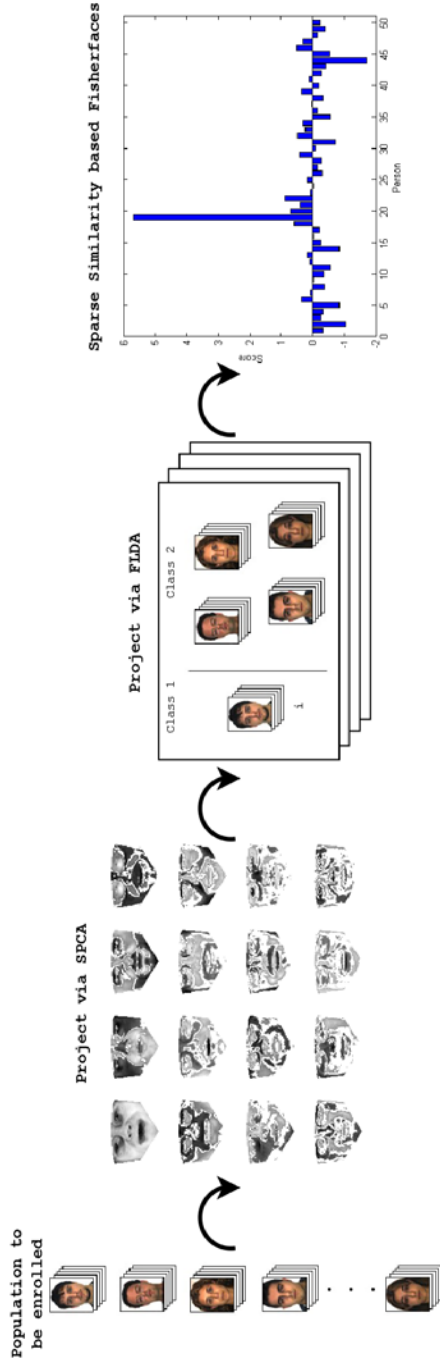 Population to
be enrolled
Project via SPCA
Project via FLDA
Class 1
Class 2
i
Sparse Similarity based Fisherfaces
6
5
4
3
2
1
0
-1
-2
Score
0
5
10
15
20
25
30
35
40
45
50
Person